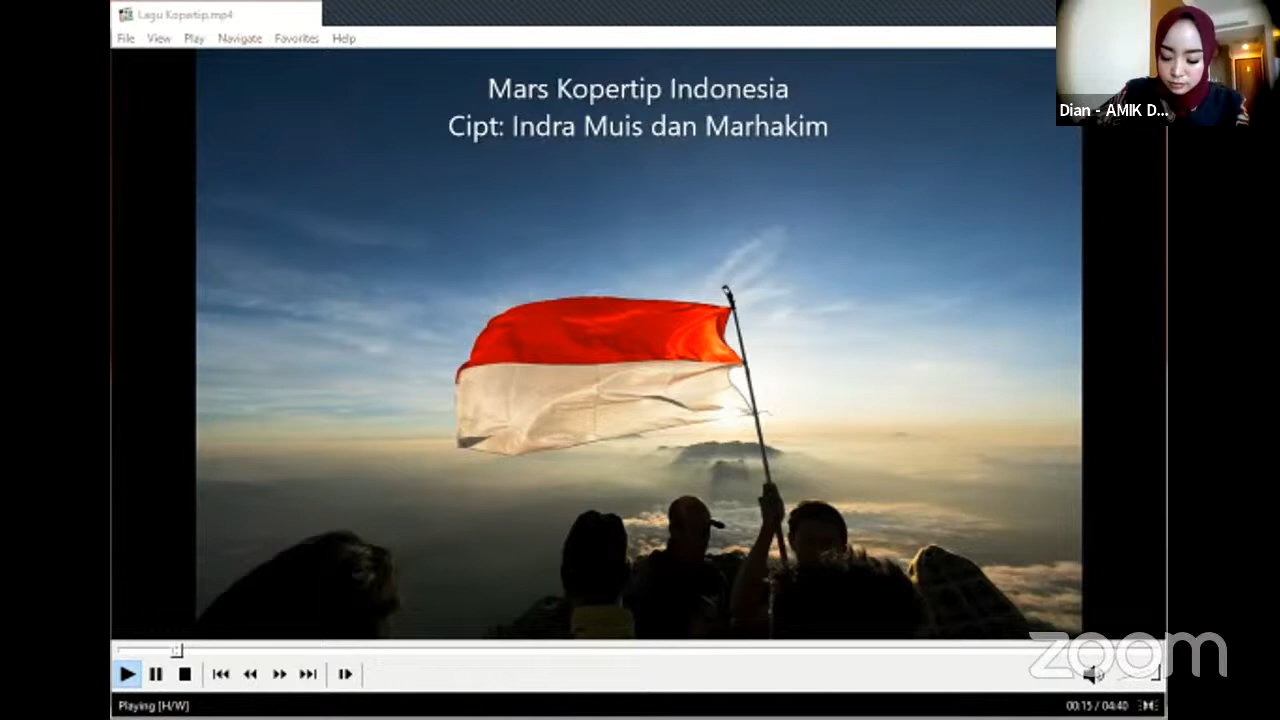 Lagu Kopertip.mp4
File View Play Navigate Favorites Help
Mars Kopertip Indonesia
Cipt: Indra Muis dan Marhakim
Dian - AMIK D...
zoom
Playing [H/W]
00:15 / 04:40